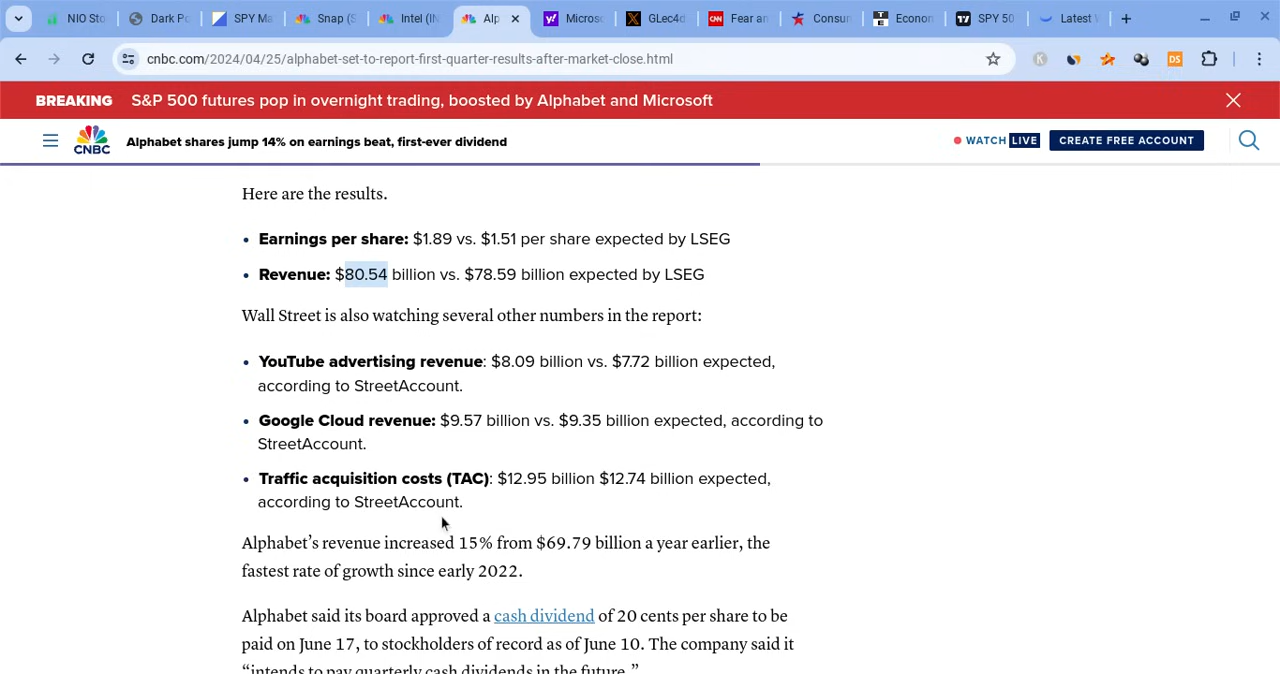 NIO Sto
Dark Po
SPY Ma
Snap (S
Intel (IN
Alp
Micros
GLec4d
CNN
Fear an
Consur
Econom
SPY 50
Latest
cnbc.com/2024/04/25/alphabet-set-to-report-first-quarter-results-after-market-close.html
K
DS
BREAKING S&P 500 futures pop in overnight trading, boosted by Alphabet and Microsoft
CNBC
Alphabet shares jump 14% on earnings beat, first-ever dividend
WATCH LIVE
CREATE FREE ACCOUNT
Here are the results.
• Earnings per share: $1.89 vs. $1.51 per share expected by LSEG
• Revenue: $80.54 billion vs. $78.59 billion expected by LSEG
Wall Street is also watching several other numbers in the report:
• YouTube advertising revenue: $8.09 billion vs. $7.72 billion expected,
according to StreetAccount.
• Google Cloud revenue: $9.57 billion vs. $9.35 billion expected, according to
StreetAccount.
• Traffic acquisition costs (TAC): $12.95 billion $12.74 billion expected,
according to StreetAccount.
Alphabet’s revenue increased 15% from $69.79 billion a year earlier, the
fastest rate of growth since early 2022.
Alphabet said its board approved a cash dividend of 20 cents per share to be
paid on June 17, to stockholders of record as of June 10. The company said it
“intends to pay quarterly cash dividends in the future.”